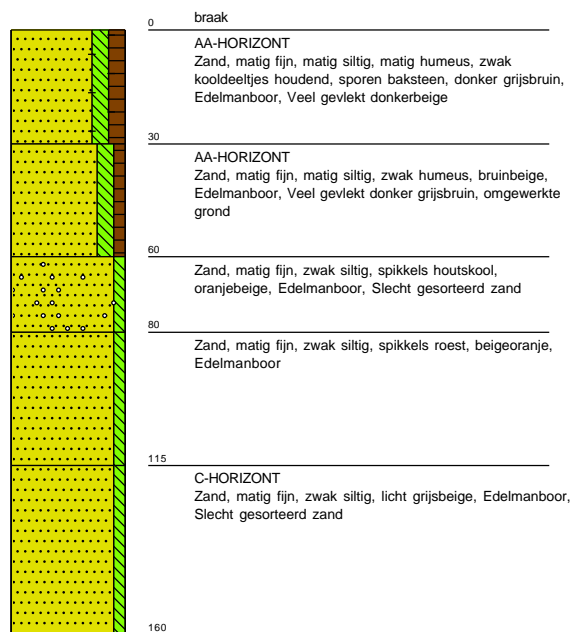 0
braak
AA-HORIZONT
Zand, matig fijn, matig siltig, matig humeus, zwak
kooldeeltjes houdend, sporen baksteen, donker grijsbruin,
Edelmanboor, Veel gevlekt donkerbeige
30
AA-HORIZONT
Zand, matig fijn, matig siltig, zwak humeus, bruinbeige,
Edelmanboor, Veel gevlekt donker grijsbruin, omgewerkte
grond
60
Zand, matig fijn, zwak siltig, spikkels houtskool,
oranjebeige, Edelmanboor, Slecht gesorteerd zand
80
Zand, matig fijn, zwak siltig, spikkels roest, beigeoranje,
Edelmanboor
115
C-HORIZONT
Zand, matig fijn, zwak siltig, licht grijsbeige, Edelmanboor,
Slecht gesorteerd zand
160